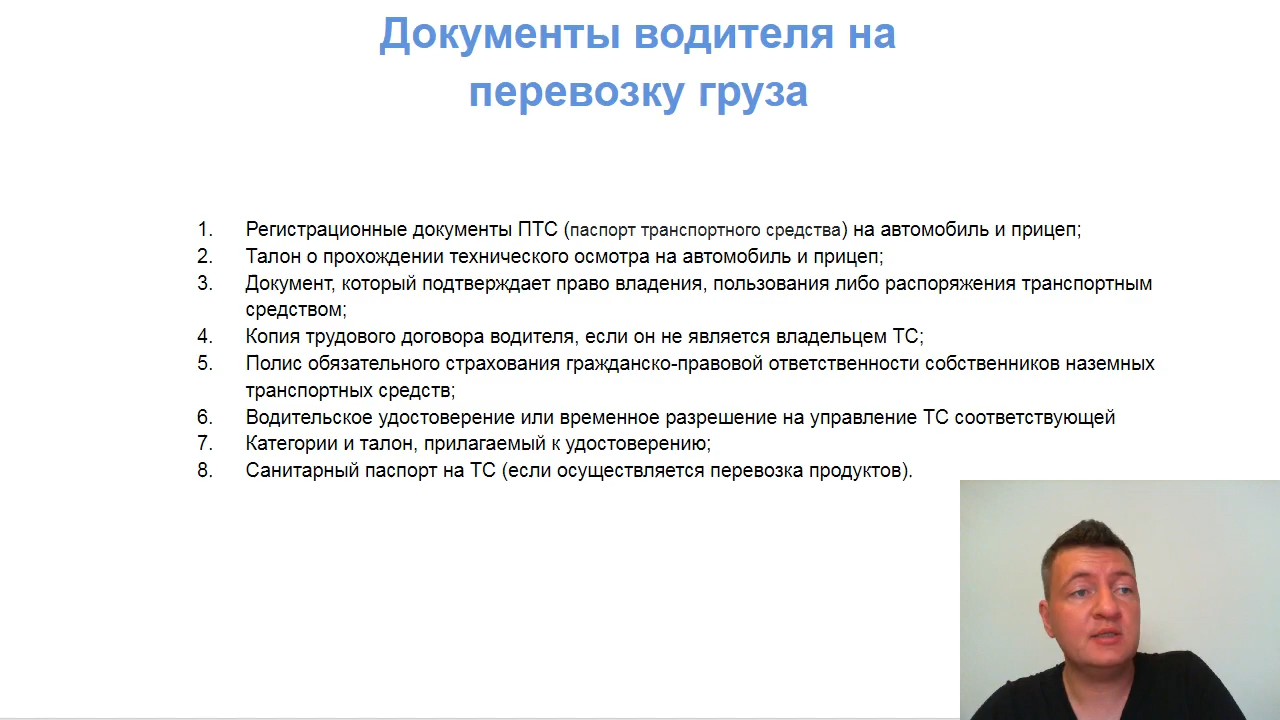 Документы водителя на
перевозку груза
1. Регистрационные документы ПТС (паспорт транспортного средства) на автомобиль и прицеп;
2. Талон о прохождении технического осмотра на автомобиль и прицеп;
3. Документ, который подтверждает право владения, пользования либо распоряжения транспортным
средством;
4. Копия трудового договора водителя, если он не является владельцем ТС;
5. Полис обязательного страхования гражданско-правовой ответственности собственников наземных
транспортных средств;
6. Водительское удостоверение или временное разрешение на управление ТС соответствующей
7. Категории и талон, прилагаемый к удостоверению;
8. Санитарный паспорт на ТС (если осуществляется перевозка продуктов).